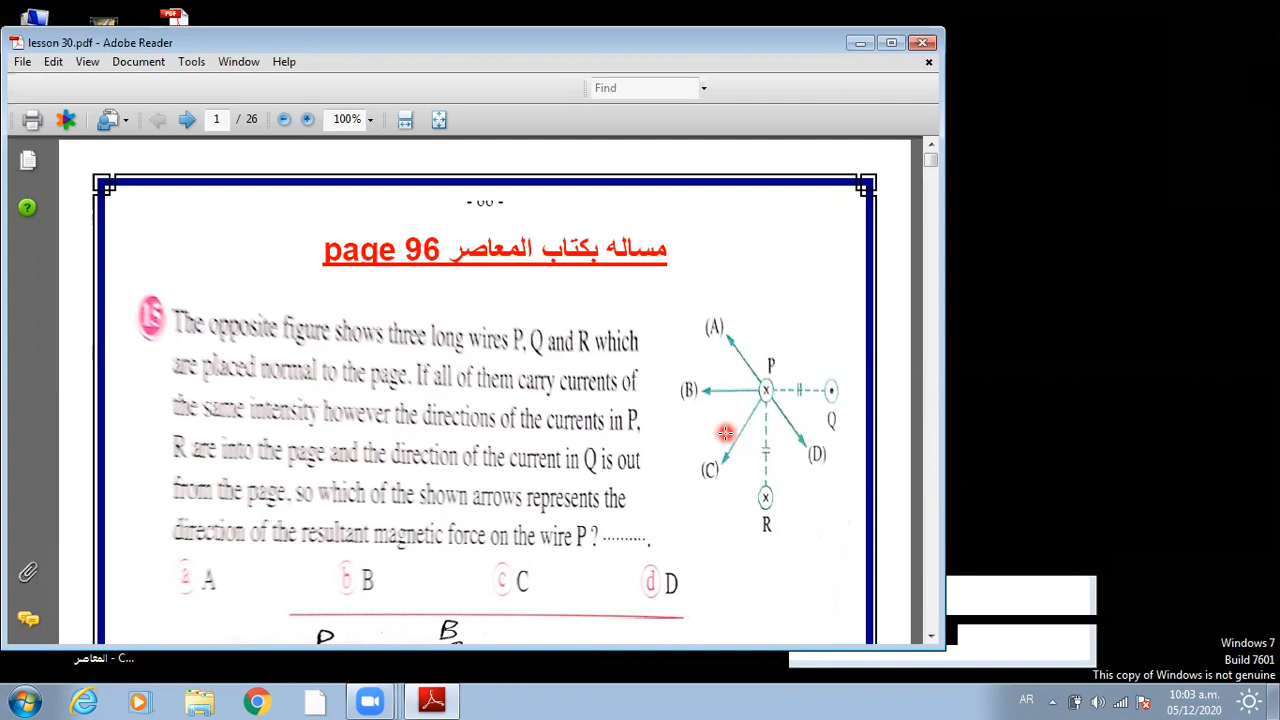 lesson 30.pdf - Adobe Reader
File Edit View Document Tools Window Help
Find
1 / 26 100%
مساله بكتاب المعاصر page 96
15 The opposite figure shows three long wires P, Q and R which
are placed normal to the page. If all of them carry currents of
the same intensity however the directions of the currents in P,
R are into the page and the direction of the current in Q is out
from the page, so which of the shown arrows represents the
direction of the resultant magnetic force on the wire P ? ..........
(A)
P
(B)
Q
(C)
(D)
R
a A b B c C d D
P B
المعاصر - C...
Windows 7
Build 7601
This copy of Windows is not genuine
AR
10:03 a.m.
05/12/2020